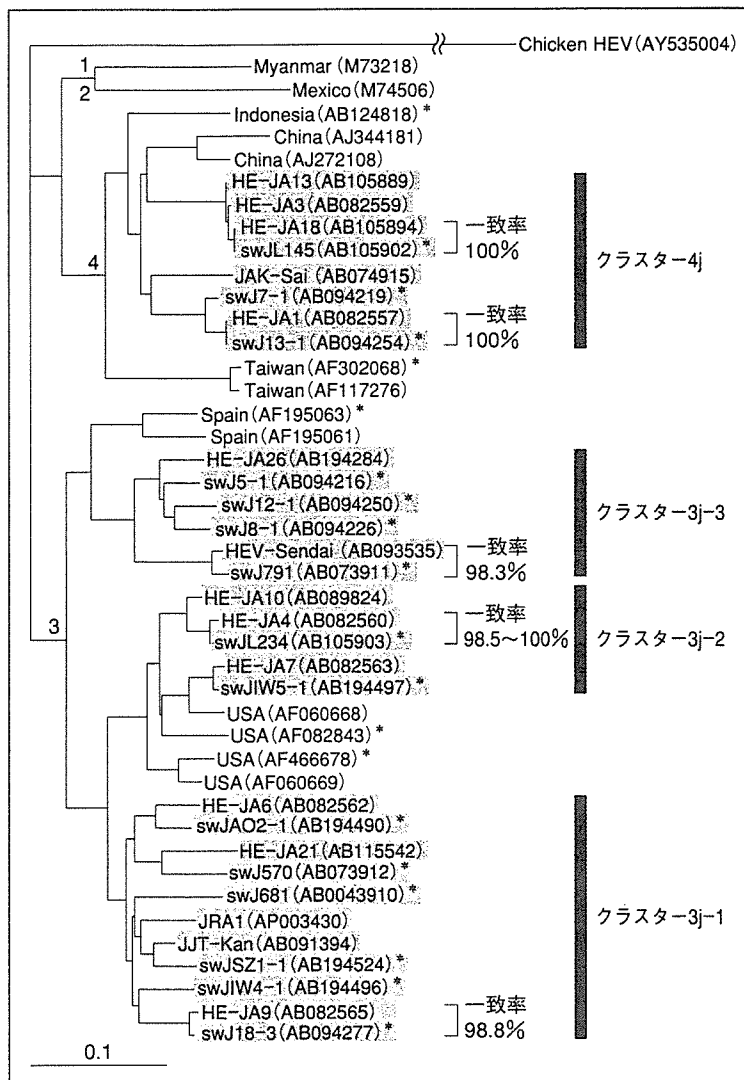 Chicken HEV(AY535004)
1
Myanmar(M73218)
2
Mexico(M74506)
Indonesia(AB124818)*
China(AJ344181)
China(AJ272108)
HE-JA13(AB105889)
HE-JA3(AB082559)
HE-JA18(AB105894)
一致率
swJL145(AB105902)*
100%
クラスター4j
4
JAK-Sai(AB074915)
swJ7-1(AB094219)*
HE-JA1(AB082557)
一致率
swJ13-1(AB094254)*
100%
Taiwan(AF302068)*
Taiwan(AF117276)
Spain(AF195063)*
Spain(AF195061)
HE-JA26(AB194284)
swJ5-1(AB094216)*
swJ12-1(AB094250)*
クラスター3j-3
swJ8-1(AB094226)*
HEV-Sendai(AB093535)
一致率
swJ791(AB073911)*
98.3%
3
HE-JA10(AB089824)
HE-JA4(AB082560)
一致率
swJL234(AB105903)*
98.5〜100%
クラスター3j-2
HE-JA7(AB082563)
swJIW5-1(AB194497)*
USA(AF060668)
USA(AF082843)*
USA(AF466678)*
USA(AF060669)
HE-JA6(AB082562)
swJAO2-1(AB194490)*
HE-JA21(AB115542)
swJ570(AB073912)*
swJ681(AB0043910)*
クラスター3j-1
JRA1(AP003430)
JJT-Kan(AB091394)
swJSZ1-1(AB194524)*
swJIW4-1(AB194496)*
HE-JA9(AB082565)
一致率
swJ18-3(AB094277)*
98.8%
0.1